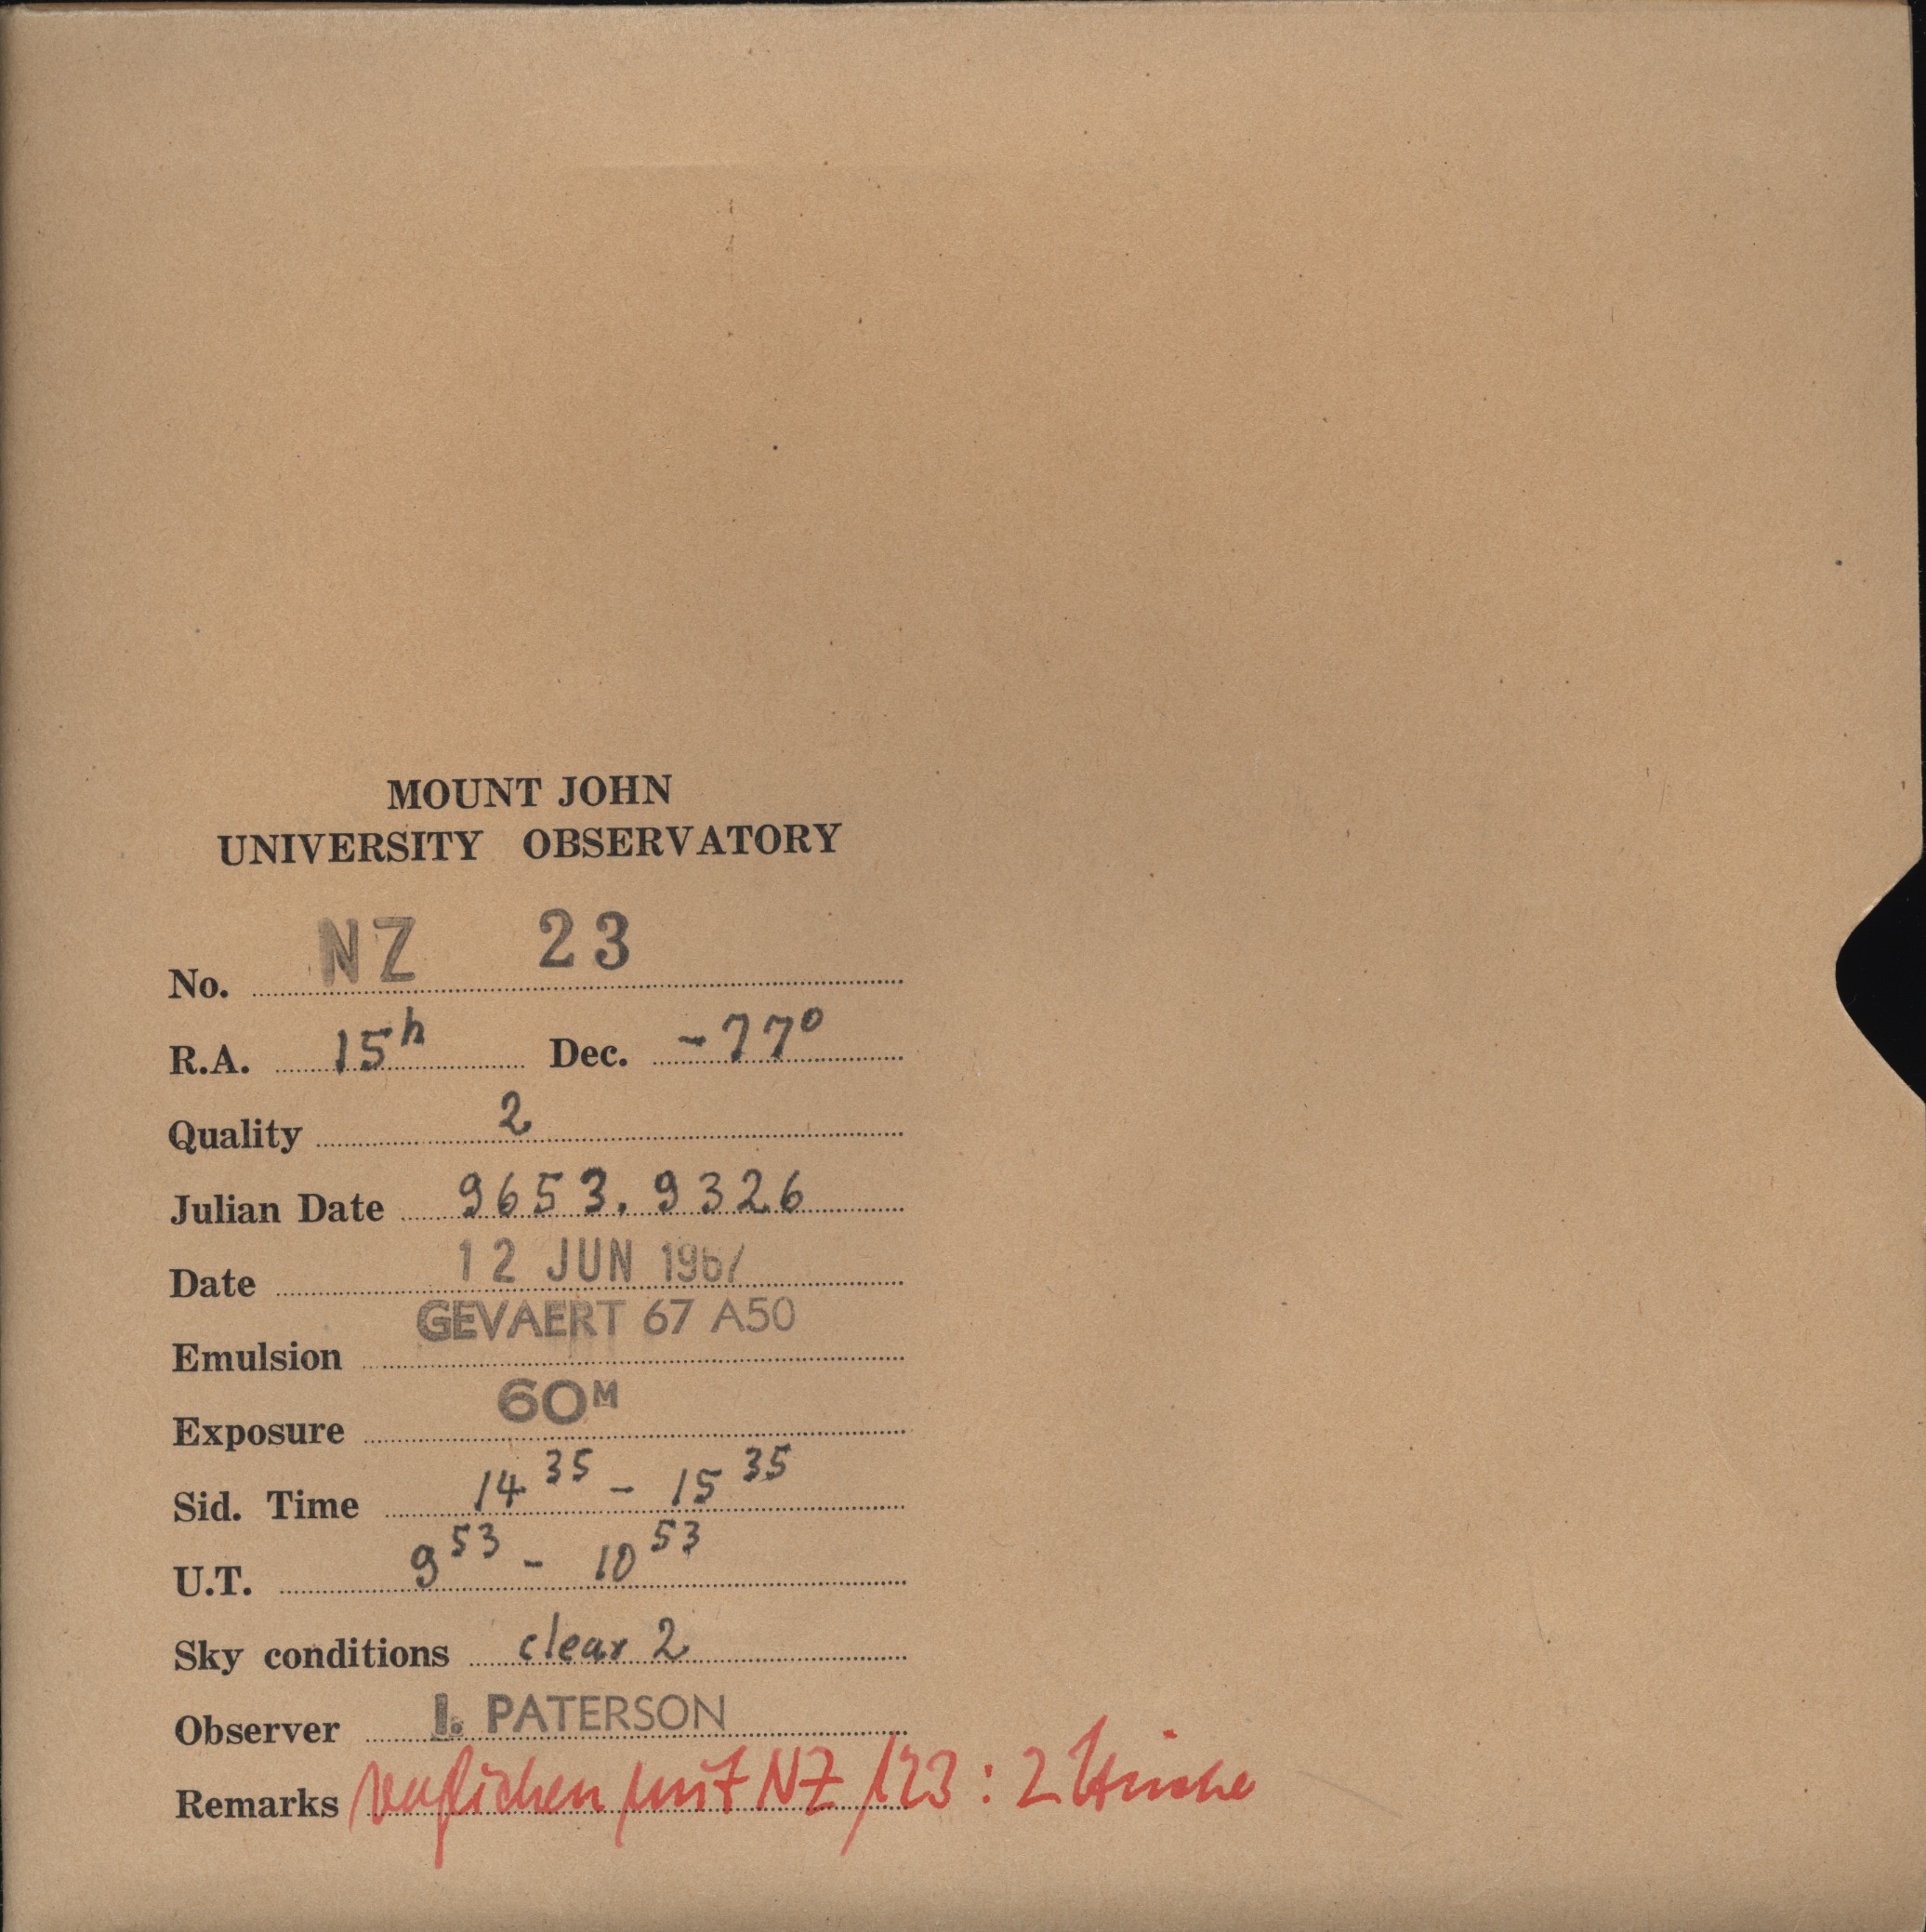 MOUNT JOHN
UNIVERSITY OBSERVATORY
No. NZ 23
R.A. 15h Dec. -77°
Quality 2
Julian Date 9653.9326
Date 12 JUN 1967
Emulsion GEVAERT 67 A50
Exposure 60M
Sid. Time 14 35 - 15 35
U.T. 9 53 - 10 53
Sky conditions clear 2
Observer I. PATERSON
Remarks verglichen mit NZ 123 : 2 Striche